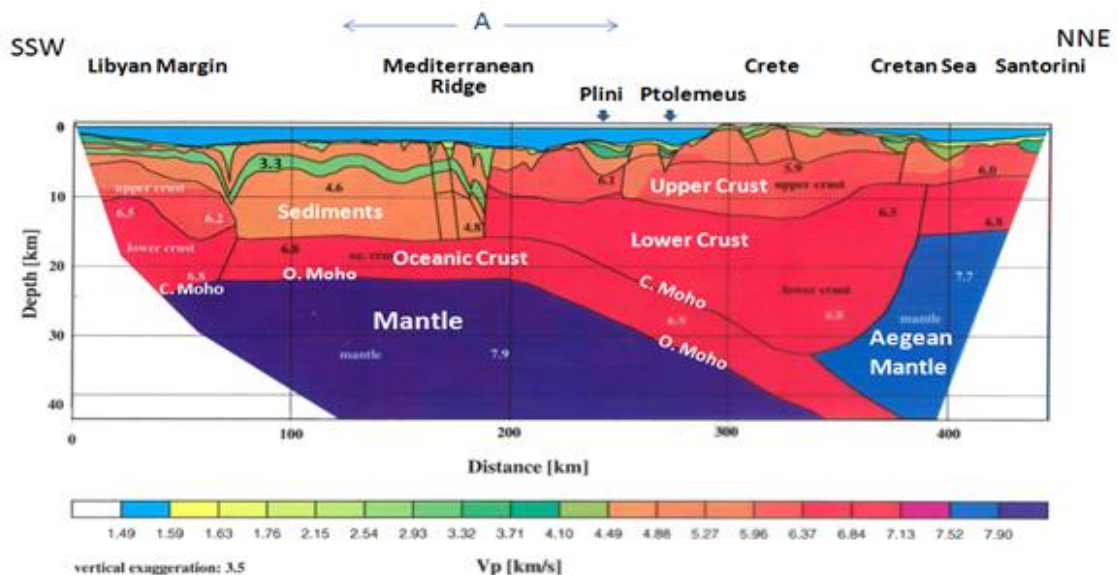 A
SSW
NNE
Libyan Margin
Mediterranean
Ridge
Crete
Cretan Sea
Santorini
Plini
Ptolemeus
0
10
20
30
40
Depth [km]
3.3
4.6
4.8
Sediments
upper crust
6.5
6.2
lower crust
6.8
C. Moho
6.8
Oceanic Crust
O. Moho
Mantle
mantle
7.9
6.1
5.9
Upper Crust
upper crust
6.0
6.5
6.8
Lower Crust
C. Moho
lower crust
6.9
6.8
O. Moho
7.7
mantle
Aegean
Mantle
0 100 200 300 400
Distance [km]
1.49 1.59 1.63 1.76 2.15 2.54 2.93 3.32 3.71 4.10 4.49 4.88 5.27 5.96 6.37 6.84 7.13 7.52 7.90
vertical exaggeration: 3.5
Vp [km/s]